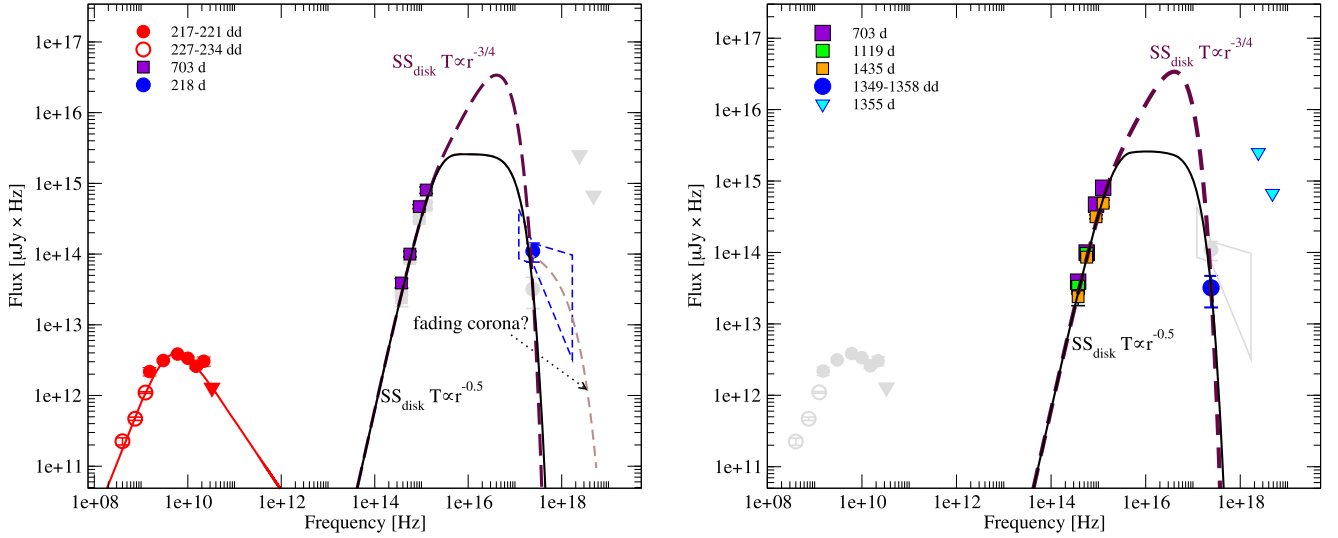 1e+17
1e+16
1e+15
1e+14
1e+13
1e+12
1e+11
Flux [μJy × Hz]
217-221 dd
227-234 dd
703 d
218 d
SS_disk T∝r^-3/4
fading corona?
SS_disk T∝r^-0.5
1e+08 1e+10 1e+12 1e+14 1e+16 1e+18
Frequency [Hz]
1e+17
1e+16
1e+15
1e+14
1e+13
1e+12
1e+11
Flux [μJy × Hz]
703 d
1119 d
1435 d
1349-1358 dd
1355 d
SS_disk T∝r^-3/4
SS_disk T∝r^-0.5
1e+08 1e+10 1e+12 1e+14 1e+16 1e+18
Frequency [Hz]